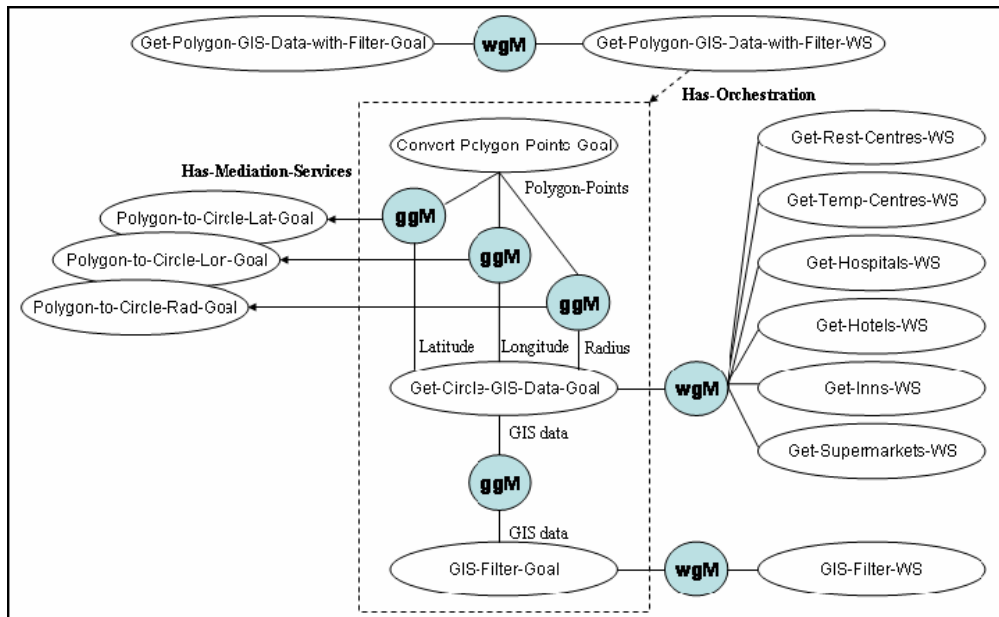 Get-Polygon-GIS-Data-with-Filter-Goal
wgM
Get-Polygon-GIS-Data-with-Filter-WS
Has-Orchestration
Convert Polygon Points Goal
Get-Rest-Centres-WS
Has-Mediation-Services
Polygon-Points
Get-Temp-Centres-WS
Polygon-to-Circle-Lat-Goal
ggM
Polygon-to-Circle-Lor-Goal
ggM
Get-Hospitals-WS
Polygon-to-Circle-Rad-Goal
ggM
Get-Hotels-WS
Latitude
Longitude
Radius
Get-Circle-GIS-Data-Goal
wgM
Get-Inns-WS
GIS data
Get-Supermarkets-WS
ggM
GIS data
GIS-Filter-Goal
wgM
GIS-Filter-WS